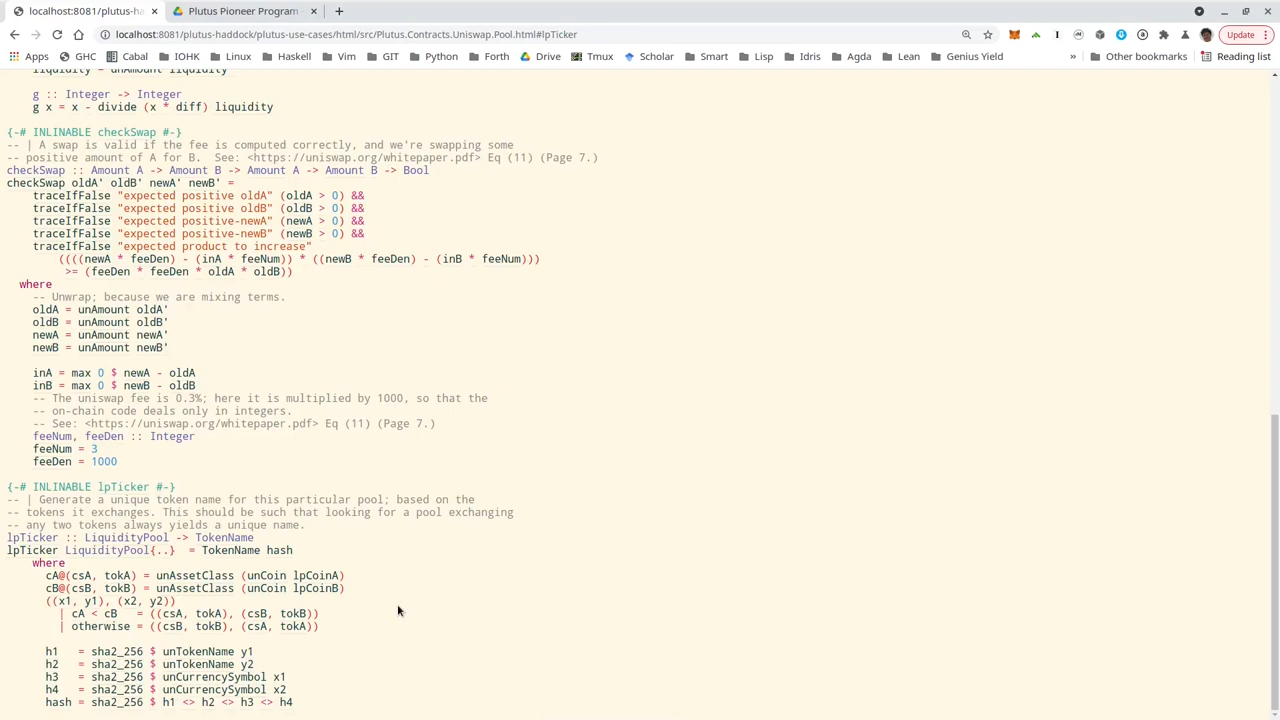 localhost:8081/plutus-ha
Plutus Pioneer Program
localhost:8081/plutus-haddock/plutus-use-cases/html/src/Plutus.Contracts.Uniswap.Pool.html#lpTicker
Update
Apps GHC Cabal IOHK Linux Haskell Vim GIT Python Forth Drive Tmux Scholar Smart Lisp Idris Agda Lean Genius Yield » Other bookmarks Reading list
liquidity = unAmount liquidity'
g :: Integer -> Integer
g x = x - divide (x * diff) liquidity
{-# INLINABLE checkSwap #-}
-- | A swap is valid if the fee is computed correctly, and we're swapping some
-- positive amount of A for B.  See: <https://uniswap.org/whitepaper.pdf> Eq (11) (Page 7.)
checkSwap :: Amount A -> Amount B -> Amount A -> Amount B -> Bool
checkSwap oldA' oldB' newA' newB' =
traceIfFalse "expected positive oldA" (oldA > 0) &&
traceIfFalse "expected positive oldB" (oldB > 0) &&
traceIfFalse "expected positive-newA" (newA > 0) &&
traceIfFalse "expected positive-newB" (newB > 0) &&
traceIfFalse "expected product to increase"
((((newA * feeDen) - (inA * feeNum)) * ((newB * feeDen) - (inB * feeNum)))
>= (feeDen * feeDen * oldA * oldB))
where
-- Unwrap; because we are mixing terms.
oldA = unAmount oldA'
oldB = unAmount oldB'
newA = unAmount newA'
newB = unAmount newB'
inA = max 0 $ newA - oldA
inB = max 0 $ newB - oldB
-- The uniswap fee is 0.3%; here it is multiplied by 1000, so that the
-- on-chain code deals only in integers.
-- See: <https://uniswap.org/whitepaper.pdf> Eq (11) (Page 7.)
feeNum, feeDen :: Integer
feeNum = 3
feeDen = 1000
{-# INLINABLE lpTicker #-}
-- | Generate a unique token name for this particular pool; based on the
-- tokens it exchanges. This should be such that looking for a pool exchanging
-- any two tokens always yields a unique name.
lpTicker :: LiquidityPool -> TokenName
lpTicker LiquidityPool{..}  = TokenName hash
where
cA@(csA, tokA) = unAssetClass (unCoin lpCoinA)
cB@(csB, tokB) = unAssetClass (unCoin lpCoinB)
((x1, y1), (x2, y2))
| cA < cB   = ((csA, tokA), (csB, tokB))
| otherwise = ((csB, tokB), (csA, tokA))
h1   = sha2_256 $ unTokenName y1
h2   = sha2_256 $ unTokenName y2
h3   = sha2_256 $ unCurrencySymbol x1
h4   = sha2_256 $ unCurrencySymbol x2
hash = sha2_256 $ h1 <> h2 <> h3 <> h4